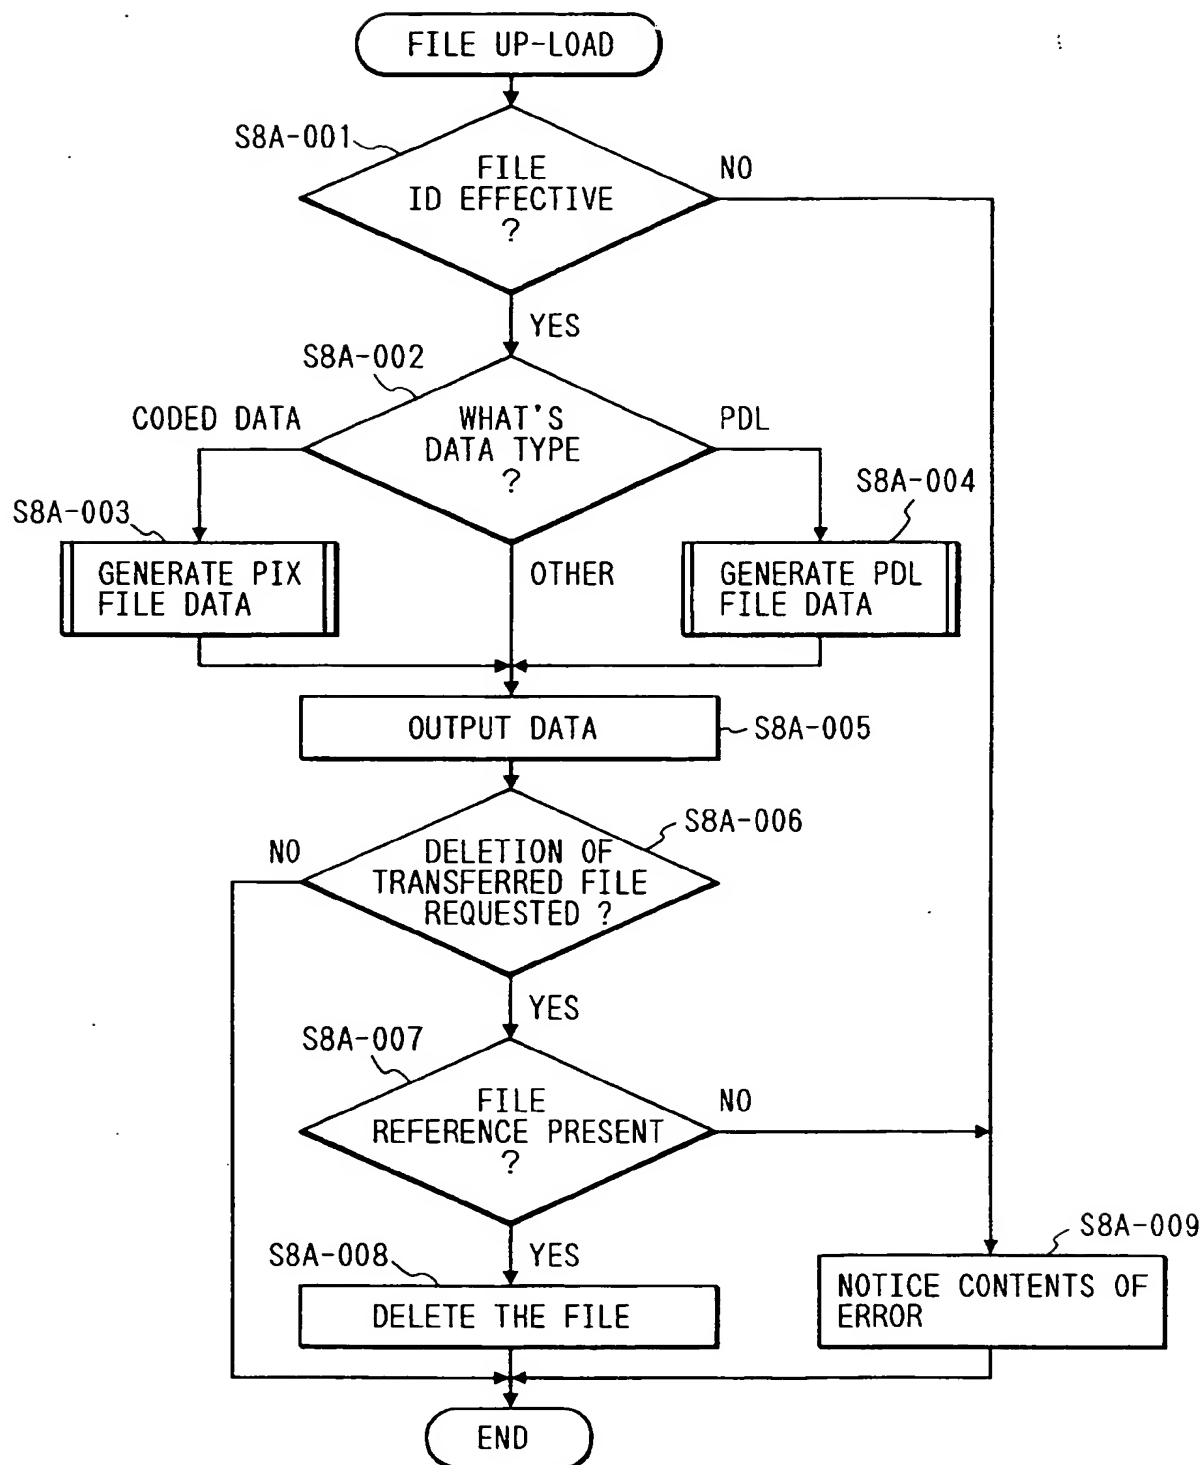 FILE UP-LOAD
S8A-001
FILE
ID EFFECTIVE
?
NO
YES
S8A-002
CODED DATA
WHAT'S
DATA TYPE
?
PDL
S8A-003
S8A-004
GENERATE PIX
FILE DATA
OTHER
GENERATE PDL
FILE DATA
OUTPUT DATA
S8A-005
S8A-006
NO
DELETION OF
TRANSFERRED FILE
REQUESTED ?
YES
S8A-007
FILE
REFERENCE PRESENT
?
NO
S8A-008
YES
S8A-009
DELETE THE FILE
NOTICE CONTENTS OF
ERROR
END